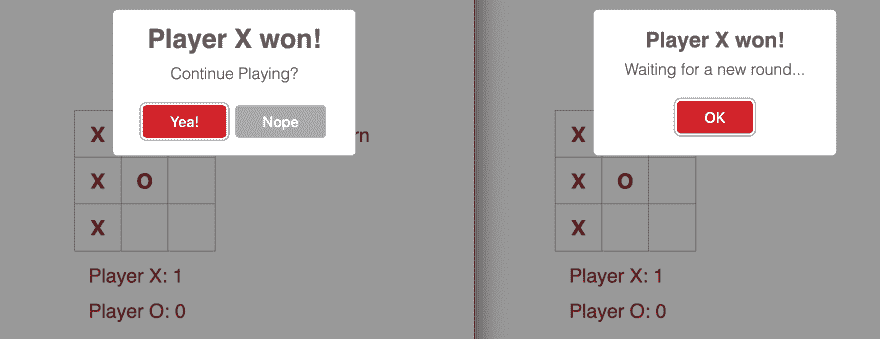 Player X won!
Continue Playing?
Yea! Nope
X rn
X O
X
Player X: 1
Player O: 0
Player X won!
Waiting for a new round...
OK
X
X O
X
Player X: 1
Player O: 0